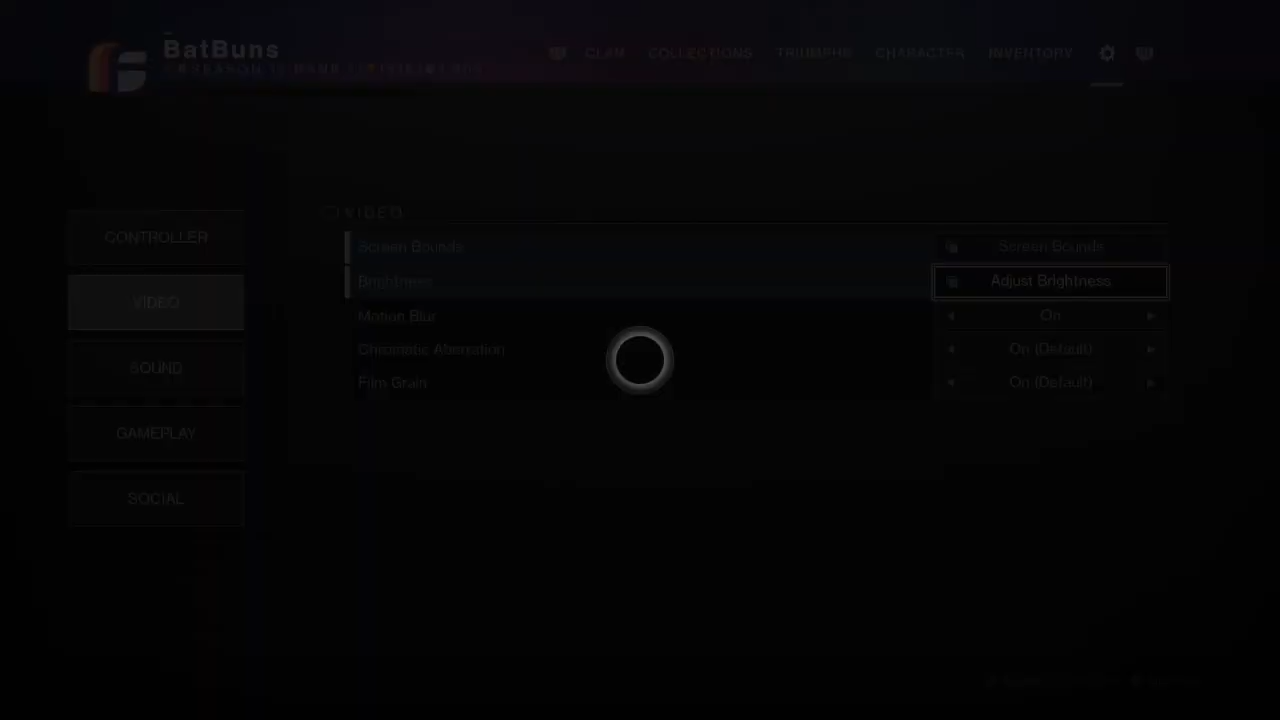 BatBuns
CLAN COLLECTIONS TRIUMPHS CHARACTER INVENTORY
VIDEO
CONTROLLER
VIDEO
SOUND
GAMEPLAY
SOCIAL
Screen Bounds Screen Bounds
Brightness Adjust Brightness
Motion Blur On
Chromatic Aberration On (Default)
Film Grain On (Default)